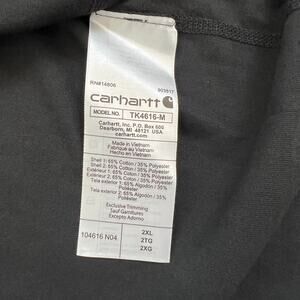 RN#14806 903517
carhartt
MODEL NO. TK4616-M
Carhartt, Inc. P.O. Box 600
Dearborn, MI 48121 USA
Made in Vietnam
Fabriqué au Vietnam
Hecho en Vietnam
Shell 1: 65% Cotton / 35% Polyester
Shell 2: 65% Cotton / 35% Polyester
Extérieur 1: 65% Coton / 35% Polyester
Extérieur 2: 65% Coton / 35% Polyester
Tela exterior 1: 65% Algodón / 35%
Poliéster
Tela exterior 2: 65% Algodón / 35%
Poliéster
Exclusive Trimming
Sauf Garnitures
Excepto Adorno
104616 N04
2XL
2TG
2XG